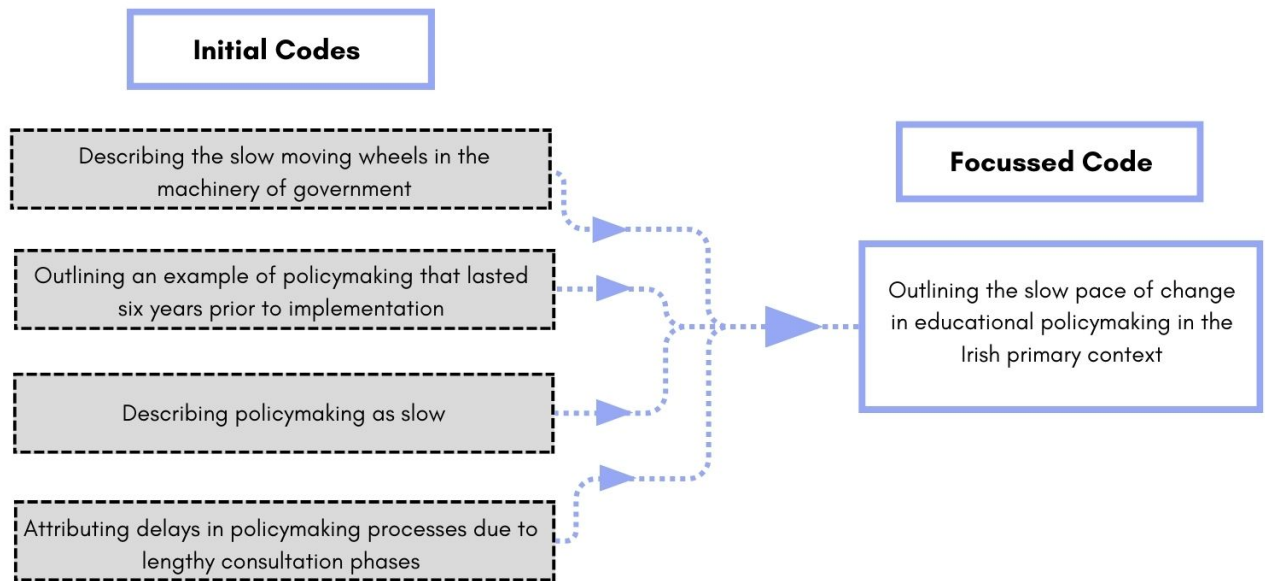 Initial Codes
Describing the slow moving wheels in the
machinery of government
Outlining an example of policymaking that lasted
six years prior to implementation
Describing policymaking as slow
Attributing delays in policymaking processes due to
lengthy consultation phases
Focussed Code
Outlining the slow pace of change
in educational policymaking in the
Irish primary context